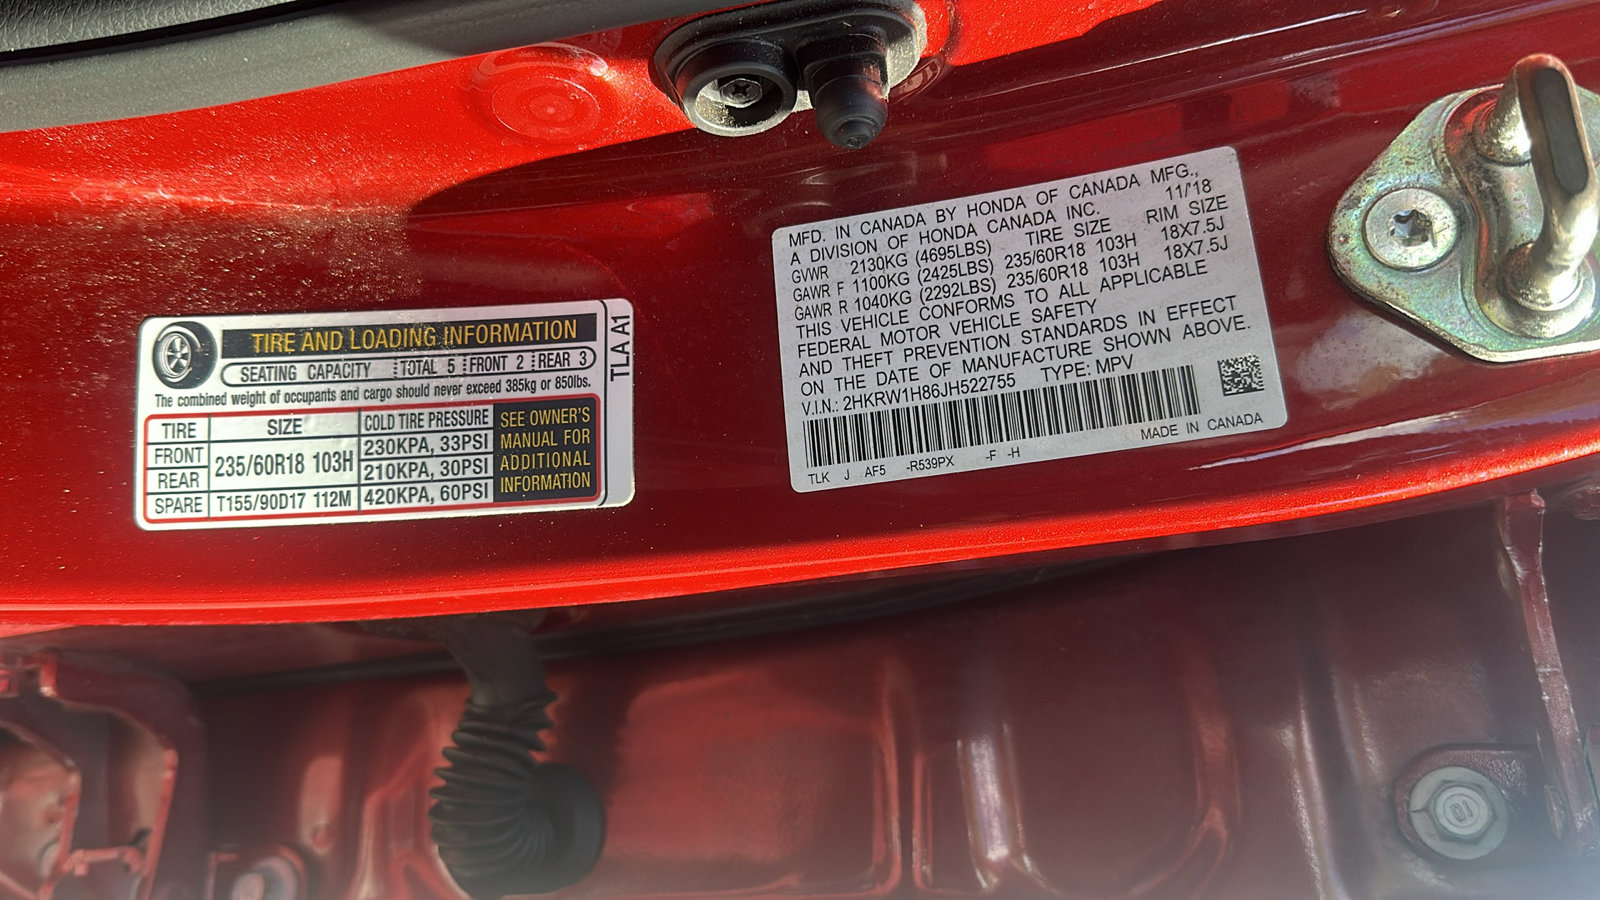 TIRE AND LOADING INFORMATION
SEATING CAPACITY TOTAL 5 FRONT 2 REAR 3
The combined weight of occupants and cargo should never exceed 385kg or 850lbs.
TIRE SIZE COLD TIRE PRESSURE
FRONT 235/60R18 103H 230KPA, 33PSI
REAR 210KPA, 30PSI
SPARE T155/90D17 112M 420KPA, 60PSI
SEE OWNER'S
MANUAL FOR
ADDITIONAL
INFORMATION
TLA A1
MFD. IN CANADA BY HONDA OF CANADA MFG.,
A DIVISION OF HONDA CANADA INC. 11/'18
GVWR 2130KG (4695LBS) TIRE SIZE RIM SIZE
GAWR F 1100KG (2425LBS) 235/60R18 103H 18X7.5J
GAWR R 1040KG (2292LBS) 235/60R18 103H 18X7.5J
THIS VEHICLE CONFORMS TO ALL APPLICABLE
FEDERAL MOTOR VEHICLE SAFETY
AND THEFT PREVENTION STANDARDS IN EFFECT
ON THE DATE OF MANUFACTURE SHOWN ABOVE.
V.I.N.: 2HKRW1H86JH522755 TYPE: MPV
MADE IN CANADA
TLK J AF5 -R539PX -F -H